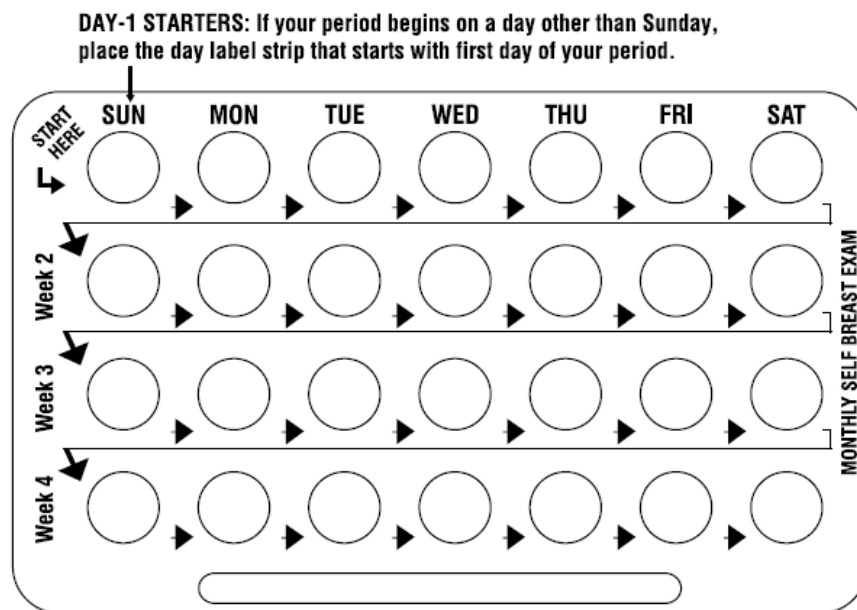 DAY-1 STARTERS: If your period begins on a day other than Sunday,
place the day label strip that starts with first day of your period.
START
HERE
SUN MON TUE WED THU FRI SAT
Week 2
Week 3
Week 4
MONTHLY SELF BREAST EXAM